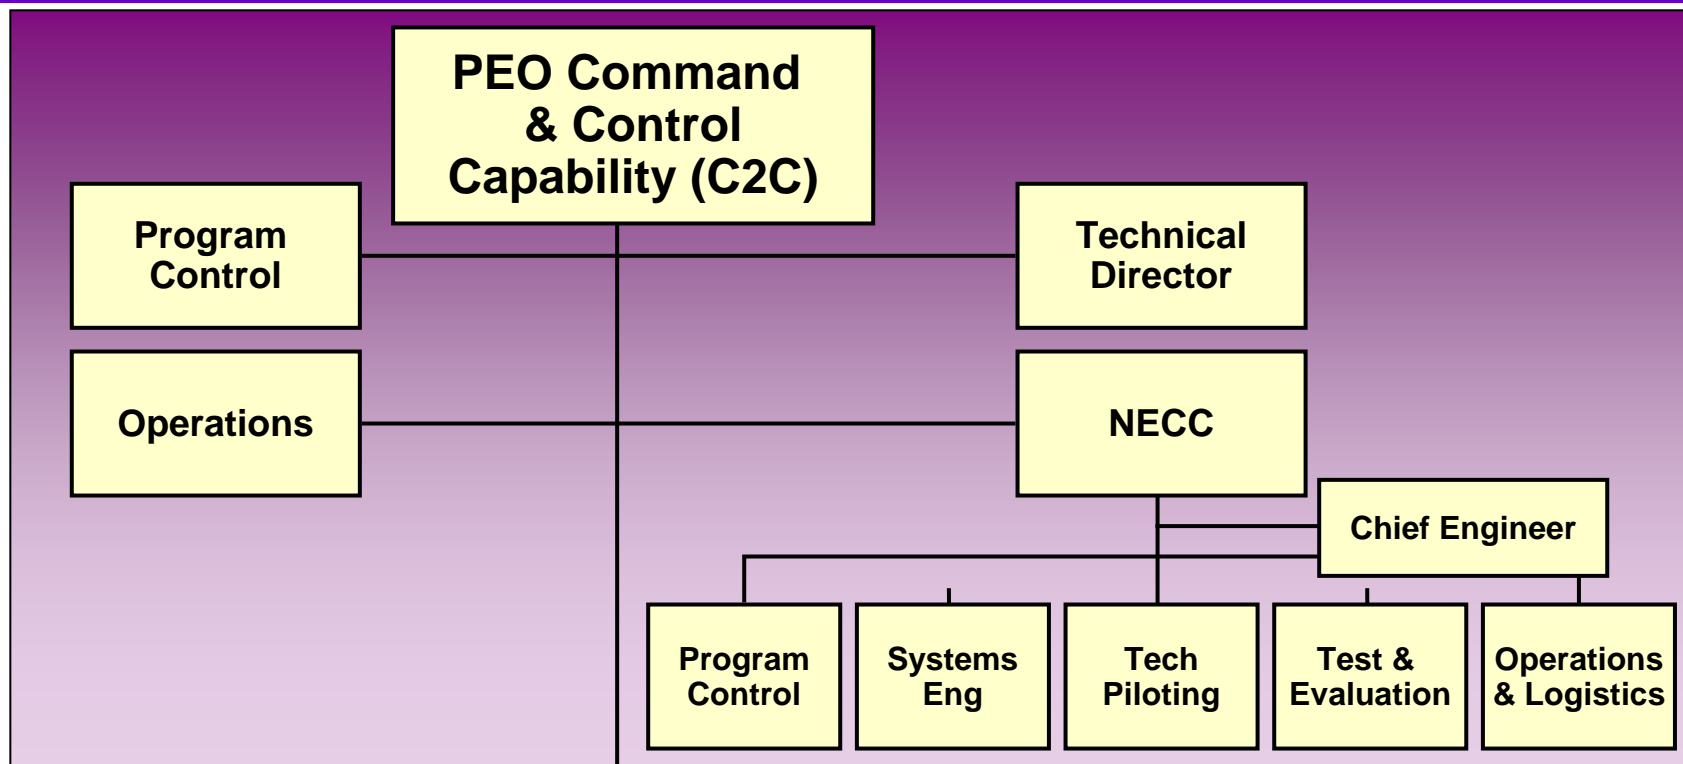 PEO Command
& Control
Capability (C2C)
Program
Control
Technical
Director
Operations
NECC
Chief Engineer
Program
Control
Systems
Eng
Tech
Piloting
Test &
Evaluation
Operations
& Logistics